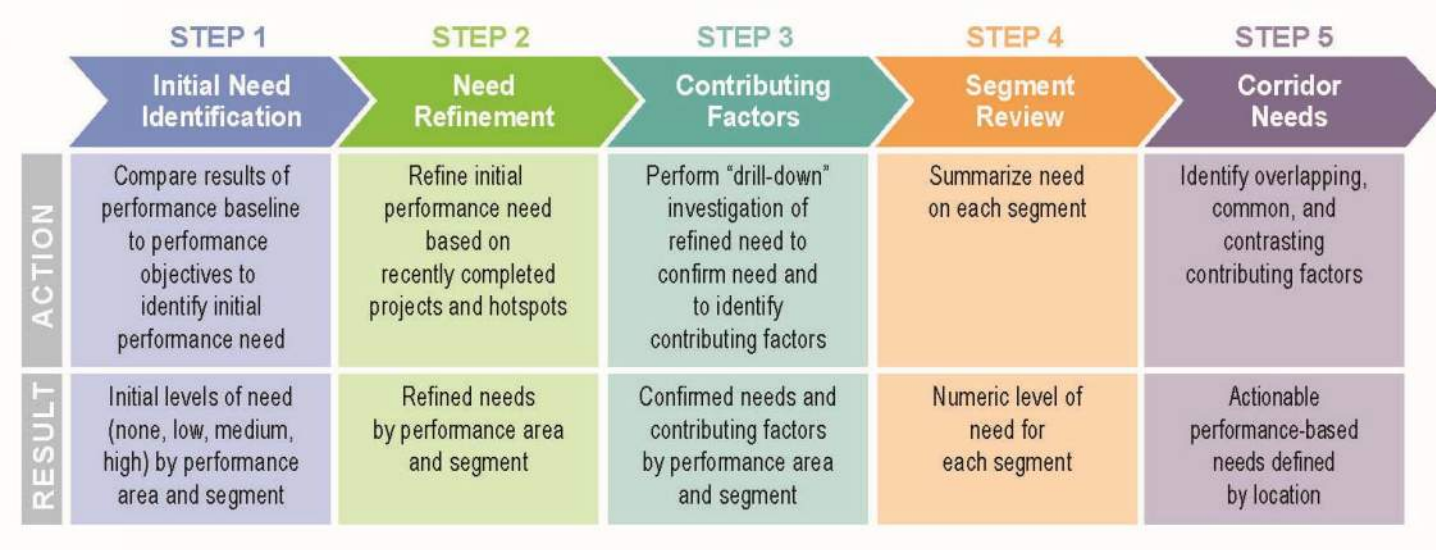 STEP 1
STEP 2
STEP 3
STEP 4
STEP 5
Initial Need
Identification
Need
Refinement
Contributing
Factors
Segment
Review
Corridor
Needs
ACTION
Compare results of
performance baseline
to performance
objectives to
identify initial
performance need
Refine initial
performance need
based on
recently completed
projects and hotspots
Perform “drill-down”
investigation of
refined need to
confirm need and
to identify
contributing factors
Summarize need
on each segment
Identify overlapping,
common, and
contrasting
contributing factors
RESULT
Initial levels of need
(none, low, medium,
high) by performance
area and segment
Refined needs
by performance area
and segment
Confirmed needs and
contributing factors
by performance area
and segment
Numeric level of
need for
each segment
Actionable
performance-based
needs defined
by location